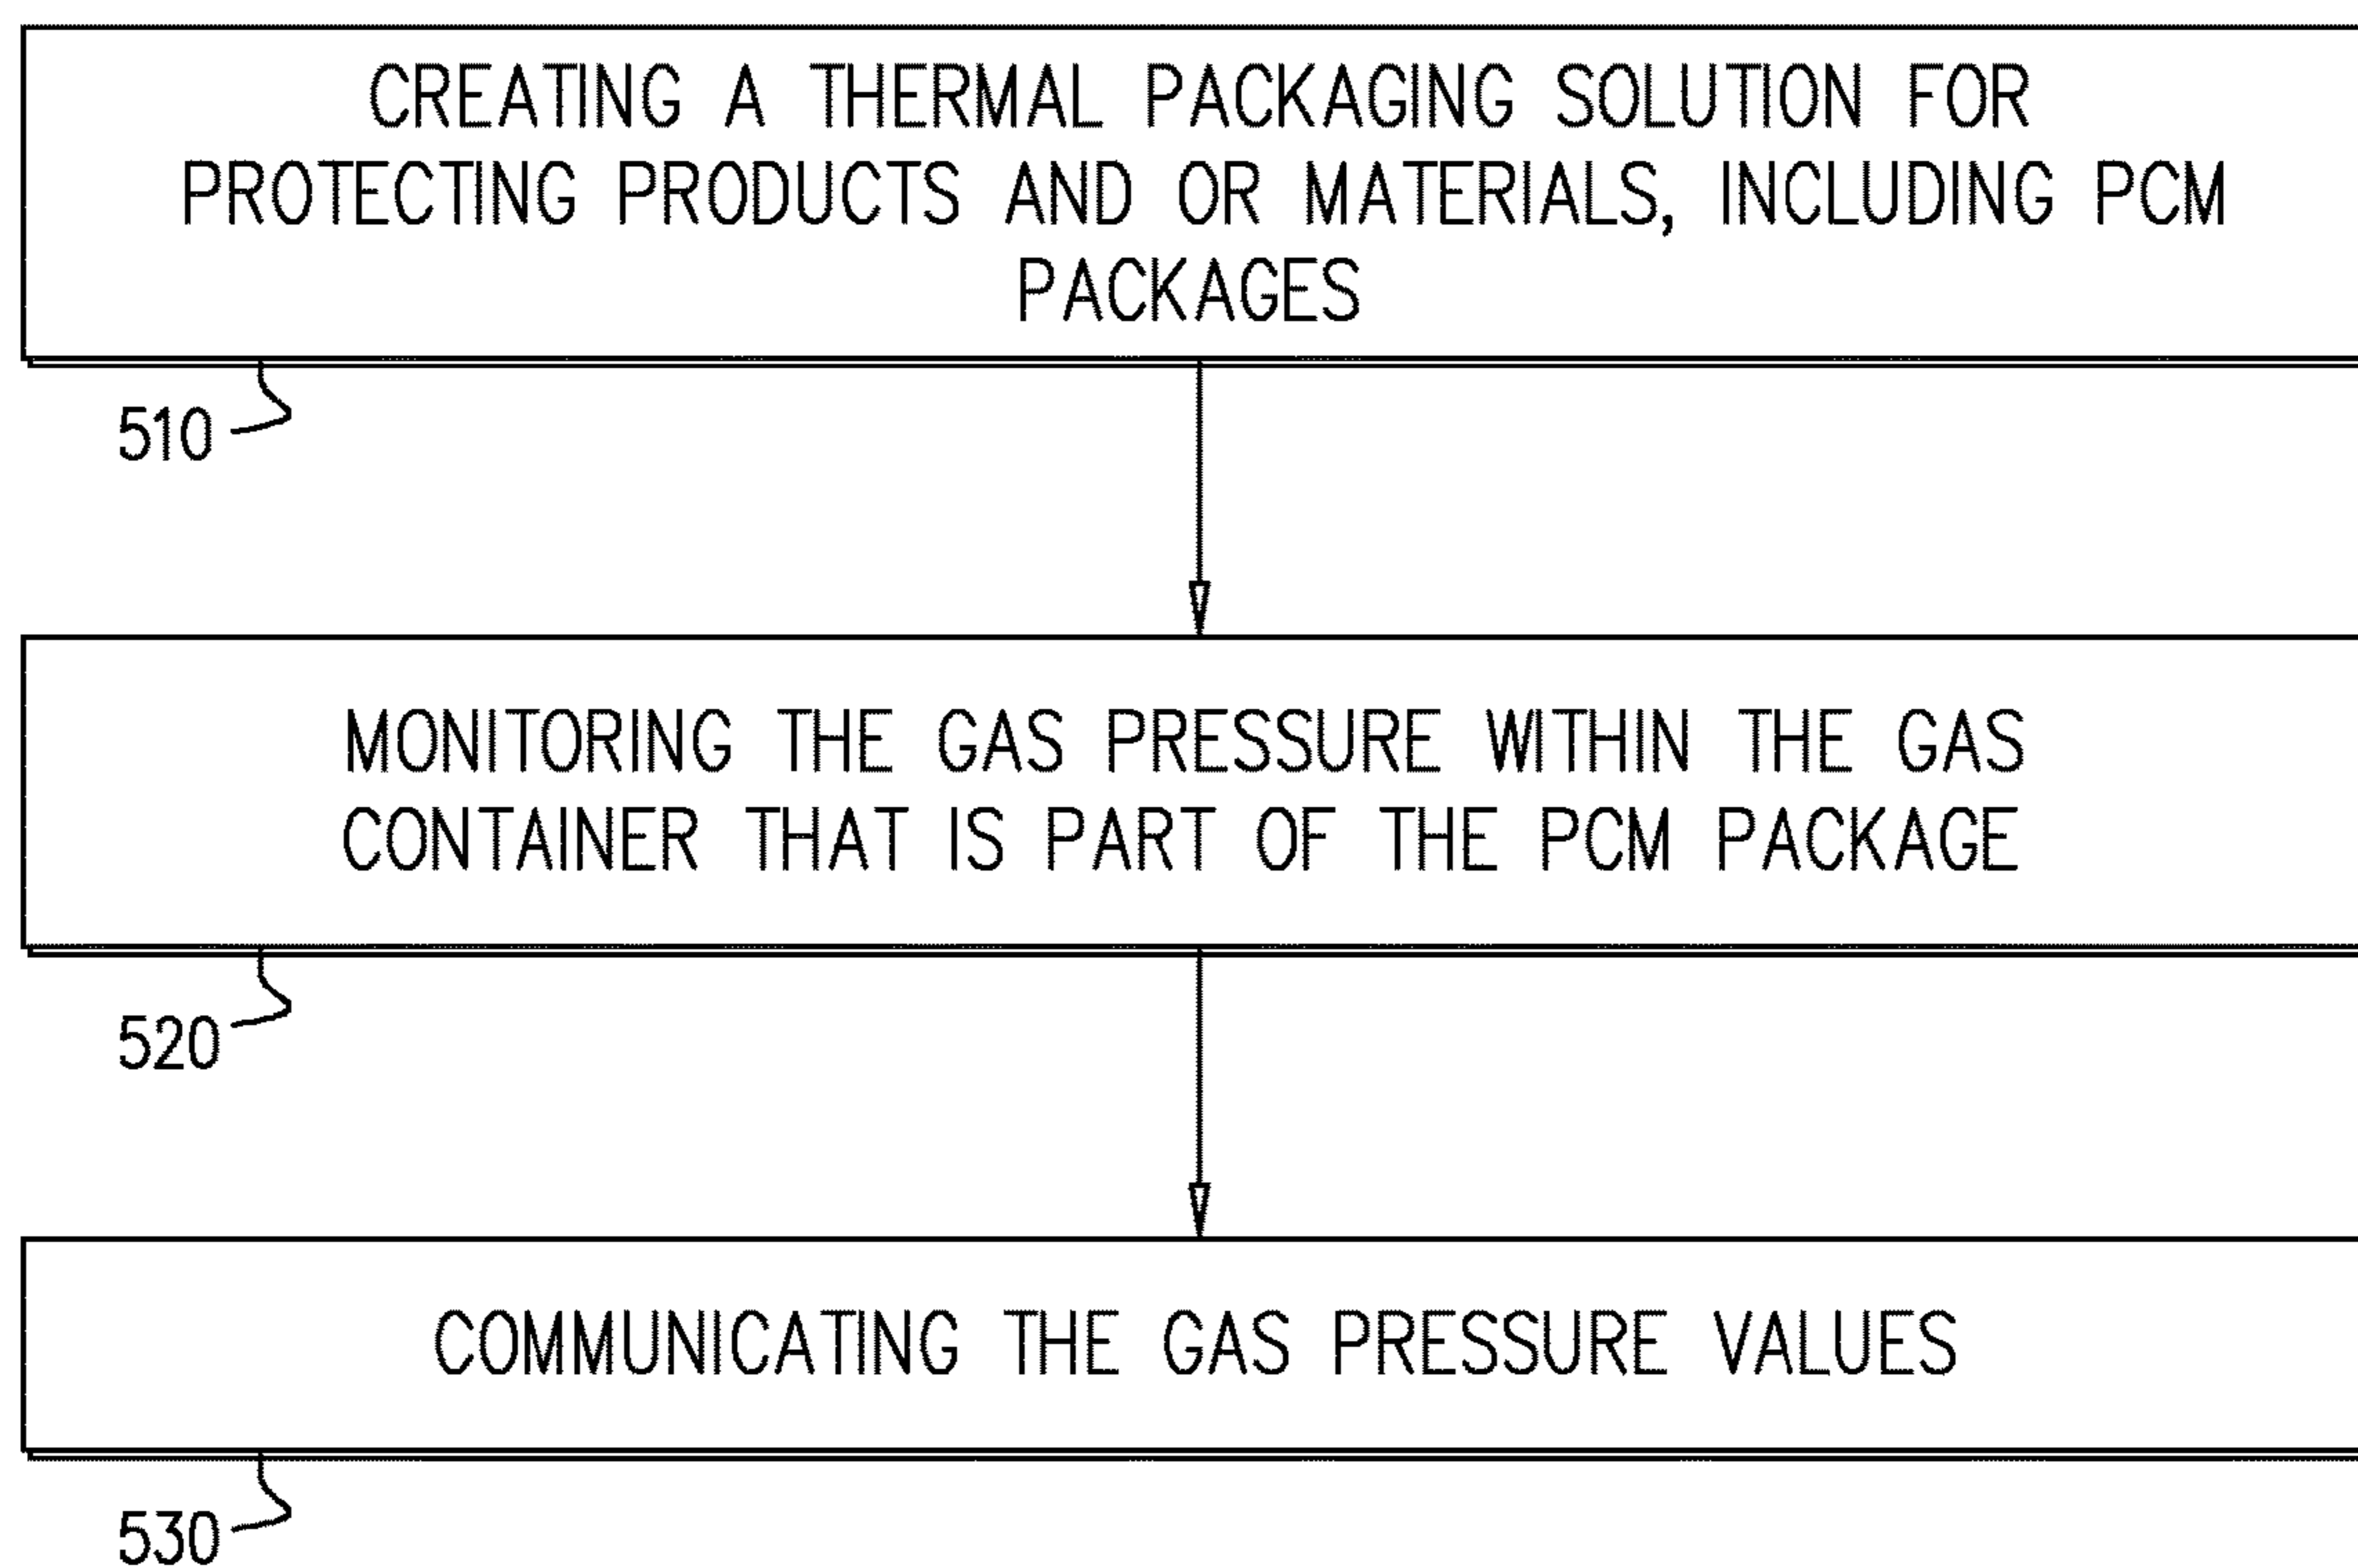 CREATING A THERMAL PACKAGING SOLUTION FOR
PROTECTING PRODUCTS AND OR MATERIALS, INCLUDING PCM
PACKAGES
510
MONITORING THE GAS PRESSURE WITHIN THE GAS
CONTAINER THAT IS PART OF THE PCM PACKAGE
520
COMMUNICATING THE GAS PRESSURE VALUES
530